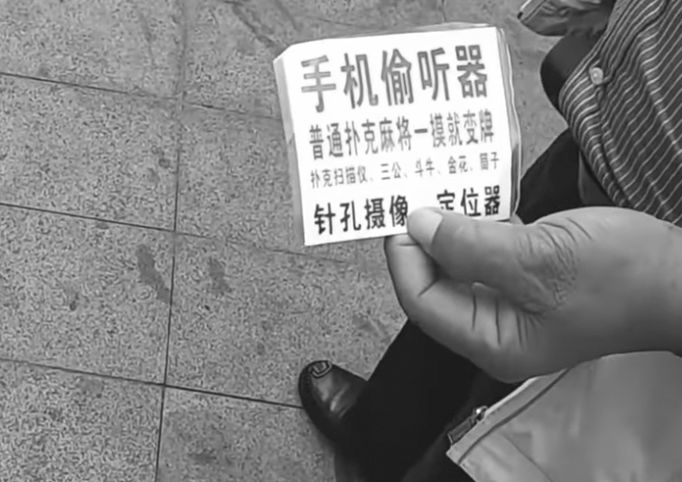 手机偷听器
普通扑克麻将一摸就变牌
扑克扫描仪、三公、斗牛、金花、筒子
针孔摄像 定位器